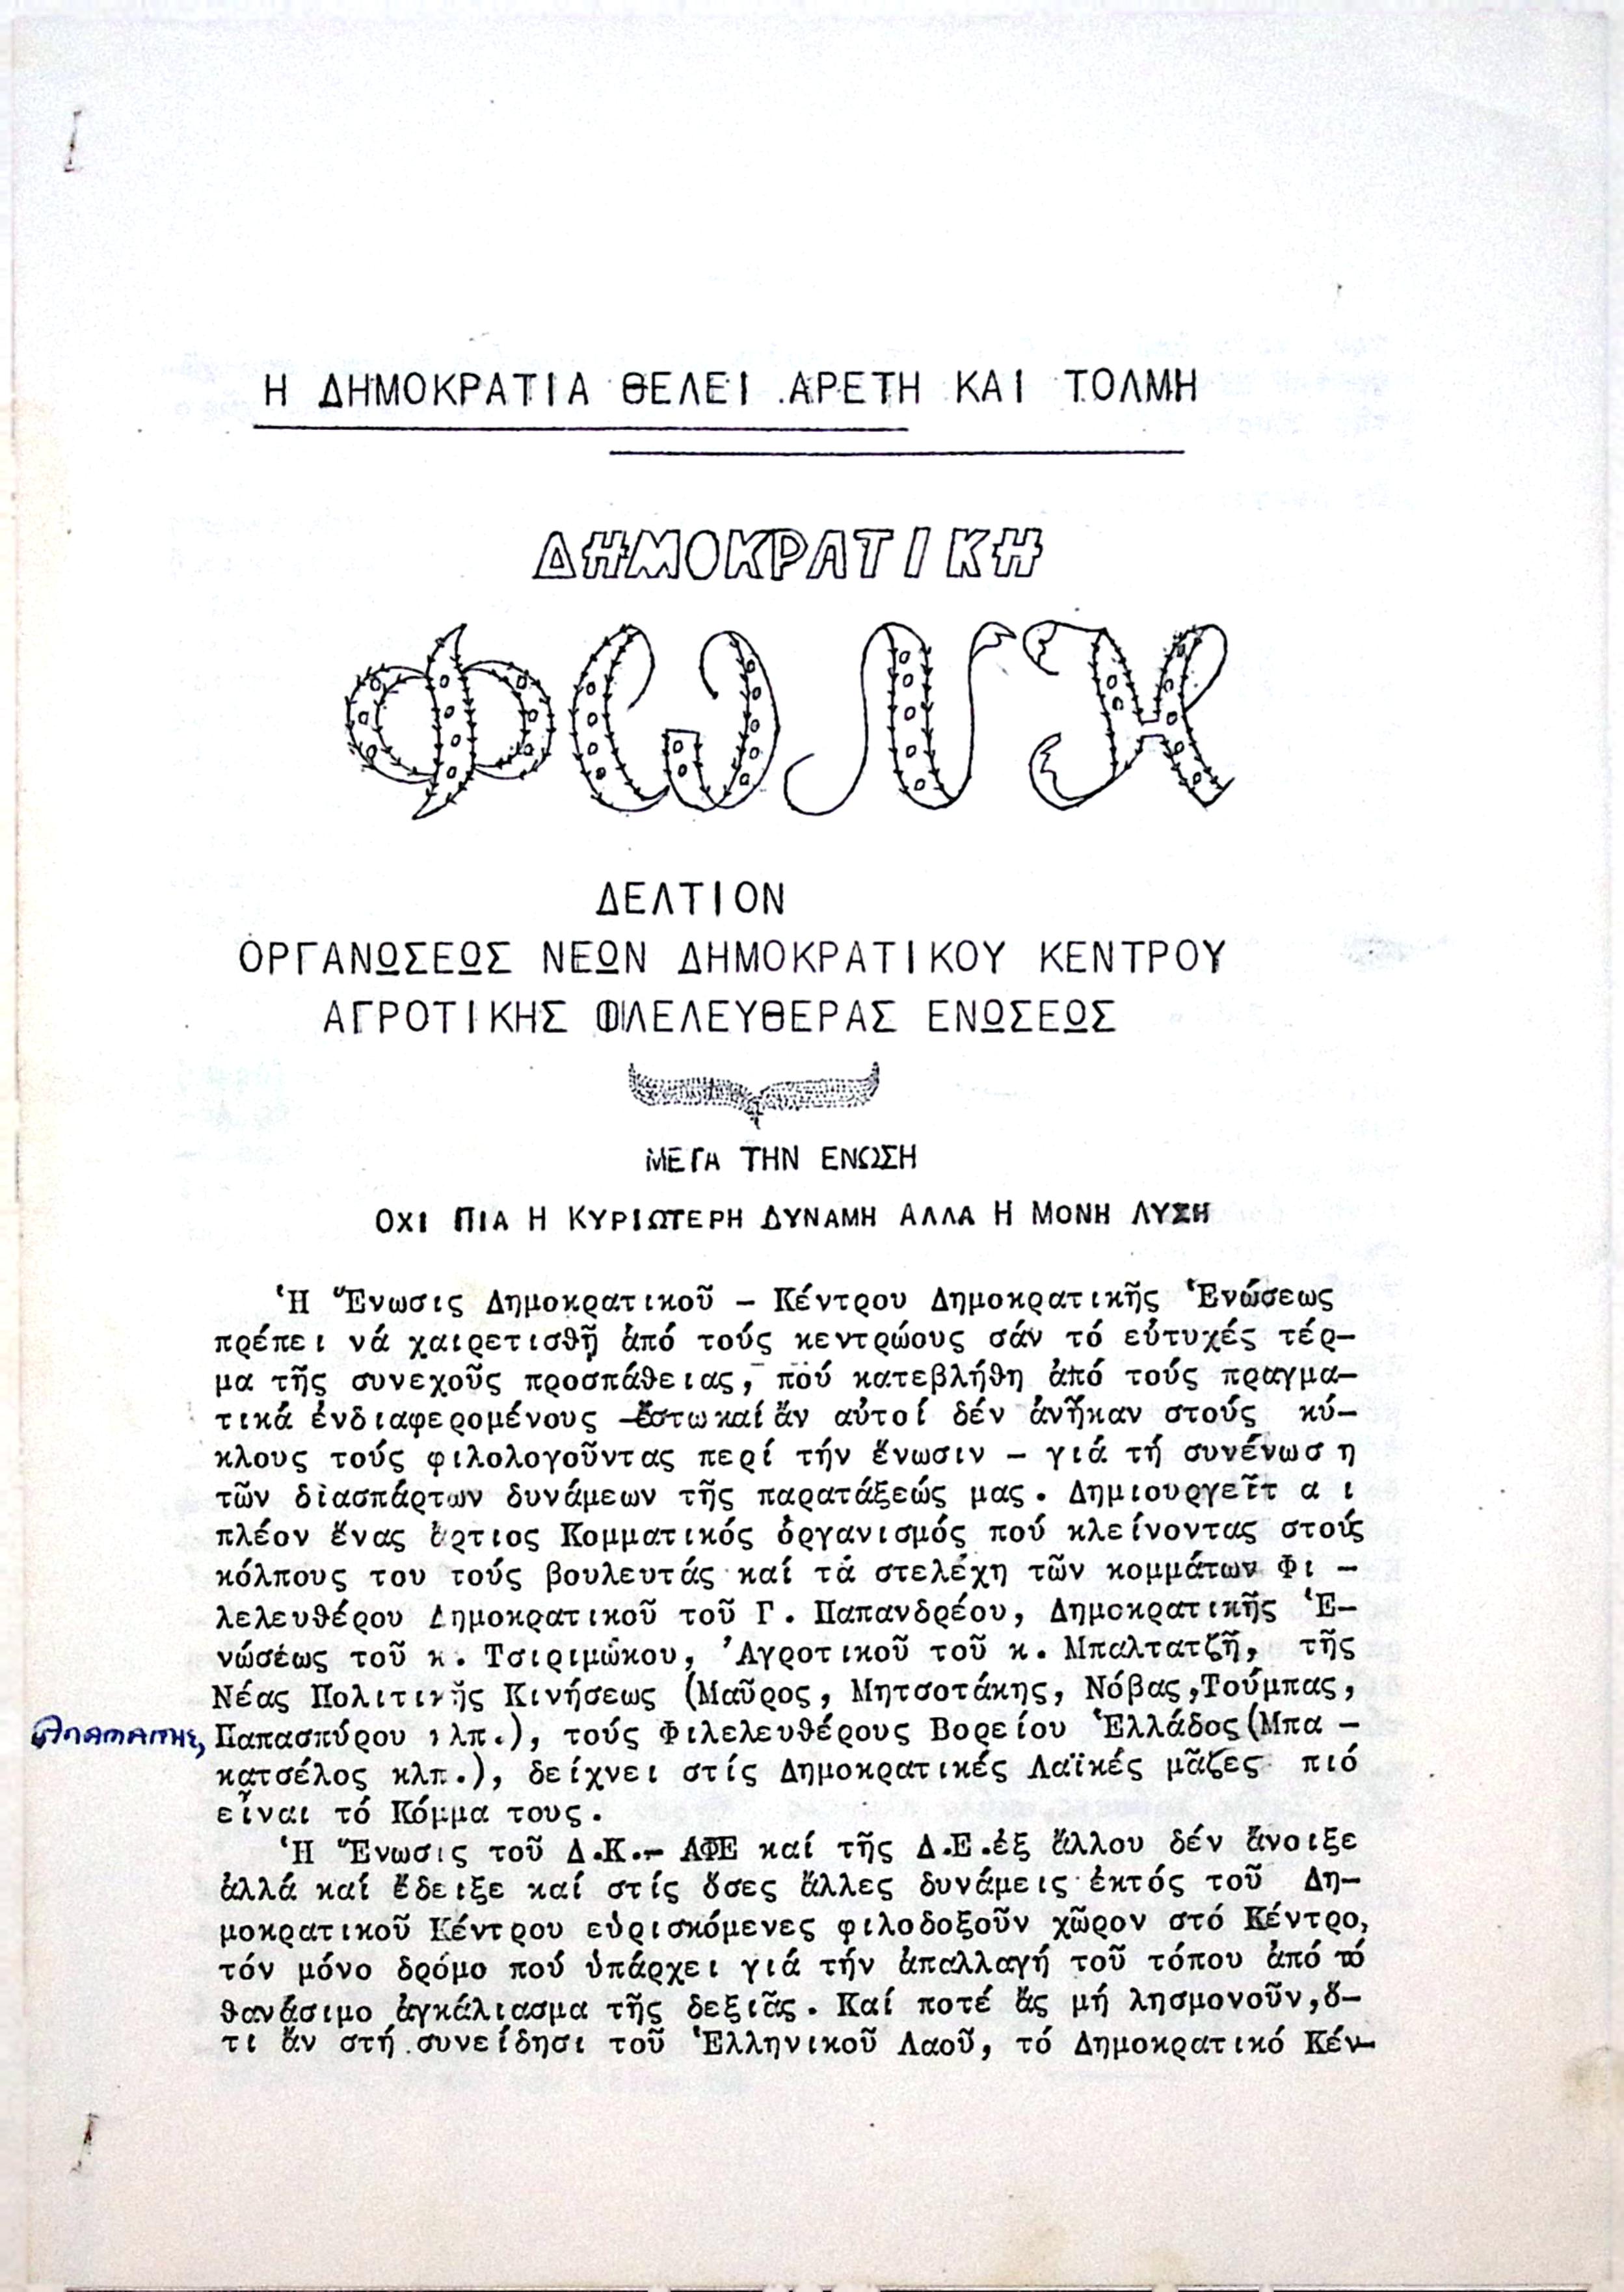 Η ΔΗΜΟΚΡΑΤΙΑ ΘΕΛΕΙ ΑΡΕΤΗ ΚΑΙ ΤΟΛΜΗ
ΔΗΜΟΚΡΑΤΙΚΗ
ΦΩΝΗ
ΔΕΛΤΙΟΝ
ΟΡΓΑΝΩΣΕΩΣ ΝΕΩΝ ΔΗΜΟΚΡΑΤΙΚΟΥ ΚΕΝΤΡΟΥ
ΑΓΡΟΤΙΚΗΣ ΦΙΛΕΛΕΥΘΕΡΑΣ ΕΝΩΣΕΩΣ
ΜΕΤΑ ΤΗΝ ΕΝΩΣΗ
ΟΧΙ ΠΙΑ Η ΚΥΡΙΩΤΕΡΗ ΔΥΝΑΜΗ ΑΛΛΑ Η ΜΟΝΗ ΛΥΣΗ
Ἡ Ἕνωσις Δημοκρατικοῦ – Κέντρου Δημοκρατικῆς Ἑνώσεως
πρέπει νά χαιρετισθῆ ἀπό τούς κεντρώους σάν τό εὐτυχές τέρ–
μα τῆς συνεχοῦς προσπάθειας, πού κατεβλήθη ἀπό τούς πραγμα–
τικά ἐνδιαφερομένους –ἔστω καί ἄν αὐτοί δέν ἀνῆκαν στούς κύ–
κλους τούς φιλολογοῦντας περί τήν ἕνωσιν – γιά τή συνένωση
τῶν διασπάρτων δυνάμεων τῆς παρατάξεώς μας. Δημιουργεῖται
πλέον ἕνας ἄρτιος Κομματικός ὀργανισμός πού κλείνοντας στούς
κόλπους του τούς βουλευτάς καί τά στελέχη τῶν κομμάτων Φι –
λελευθέρου Δημοκρατικοῦ τοῦ Γ. Παπανδρέου, Δημοκρατικῆς Ἑ–
νώσεως τοῦ κ. Τσιριμώκου, Ἀγροτικοῦ τοῦ κ. Μπαλτατζῆ, τῆς
Νέας Πολιτικῆς Κινήσεως (Μαῦρος, Μητσοτάκης, Νόβας,Τούμπας,
Παπασπύρου κλπ.), τούς Φιλελευθέρους Βορείου Ἑλλάδος(Μπα –
κατσέλος κλπ.), δείχνει στίς Δημοκρατικές Λαϊκές μᾶζες πιό
εἶναι τό Κόμμα τους.
Ἡ Ἕνωσις τοῦ Δ.Κ.– ΑΦΕ καί τῆς Δ.Ε.ἐξ ἄλλου δέν ἄνοιξε
ἀλλά καί ἔδειξε καί στίς ὅσες ἄλλες δυνάμεις ἐκτός τοῦ Δη–
μοκρατικοῦ Κέντρου εὑρισκόμενες φιλοδοξοῦν χῶρον στό Κέντρο,
τόν μόνο δρόμο πού ὑπάρχει γιά τήν ἀπαλλαγή τοῦ τόπου ἀπό τό
θανάσιμο ἀγκάλιασμα τῆς δεξιᾶς. Καί ποτέ ἄς μή λησμονοῦν,ὅ–
τι ἄν στή συνείδησι τοῦ Ἑλληνικοῦ Λαοῦ, τό Δημοκρατικό Κέν–